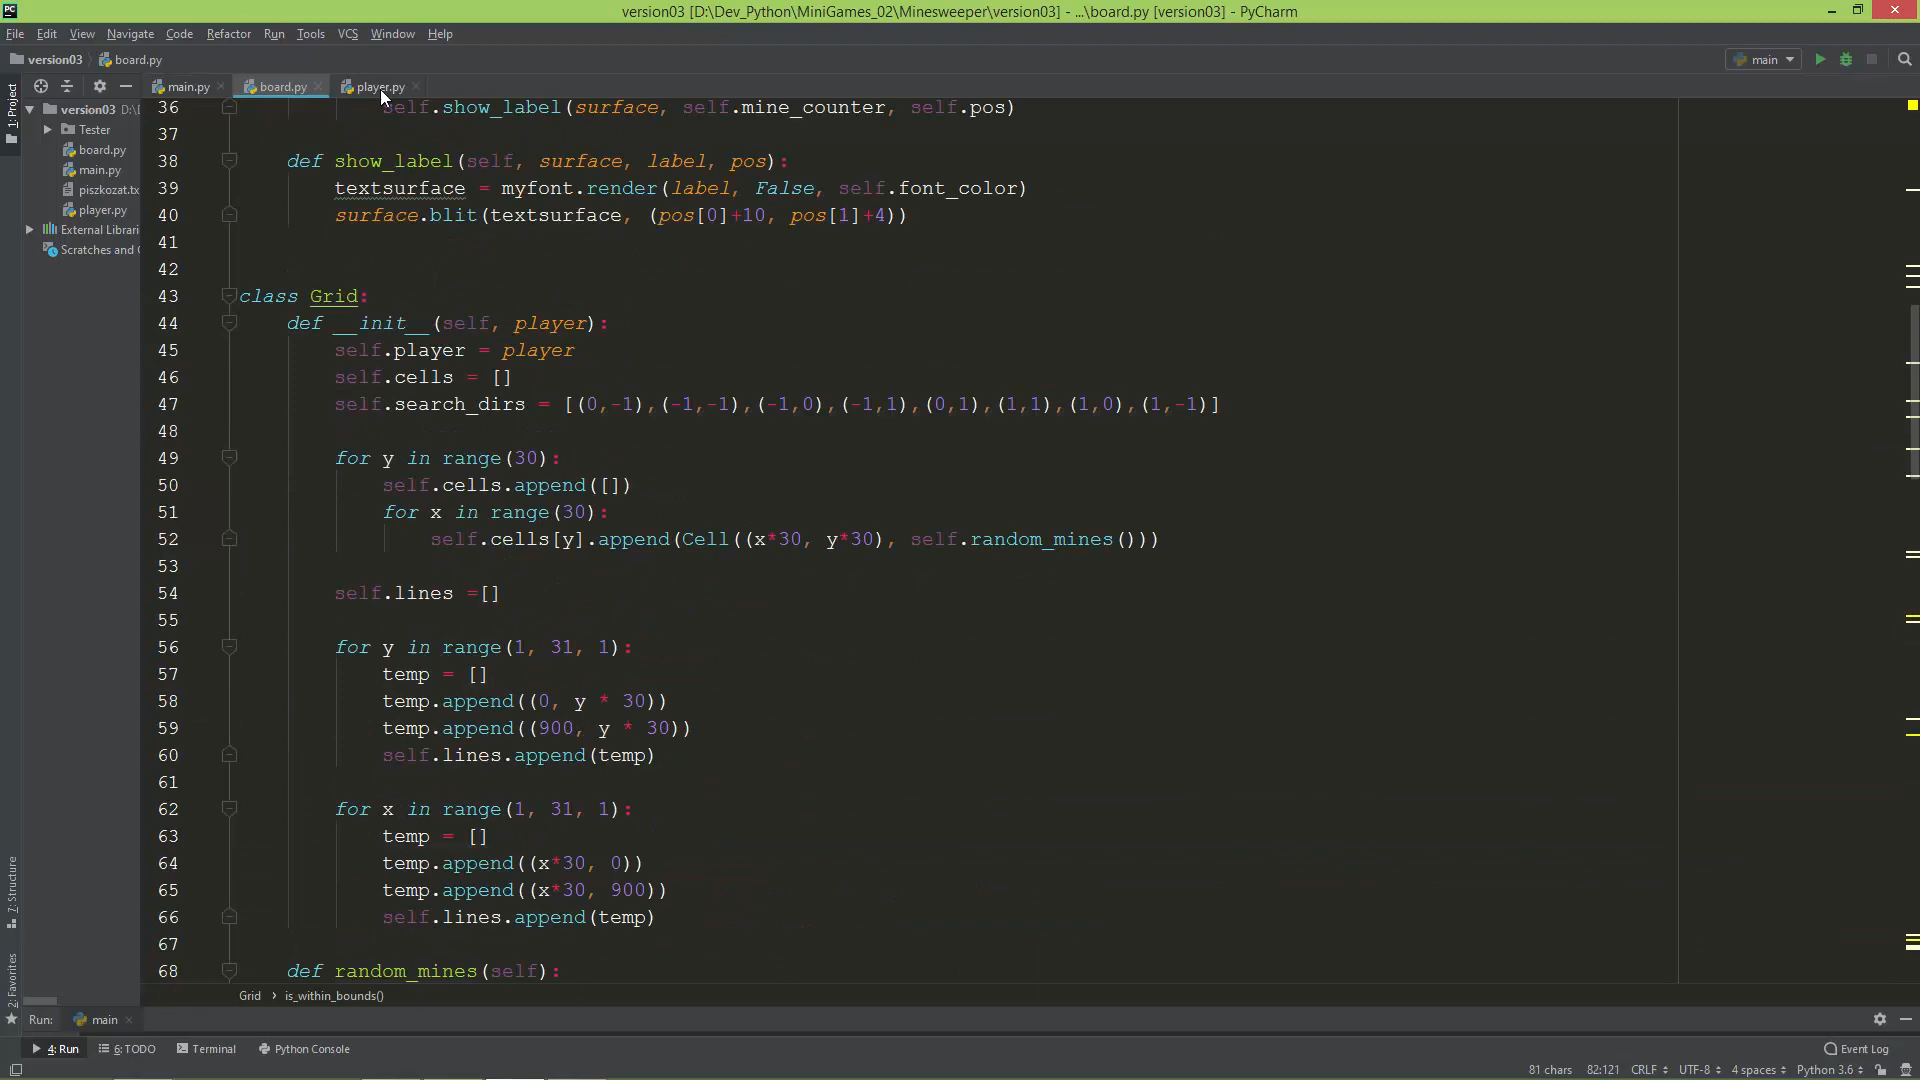 version03 [D:\Dev_Python\MiniGames_02\Minesweeper\version03] - ...\board.py [version03] - PyCharm
File Edit View Navigate Code Refactor Run Tools VCS Window Help
version03 board.py main
main.py board.py player.py
1: Project
version03 D:\
Tester
board.py
main.py
piszkozat.tx
player.py
External Librari
Scratches and
7: Structure
2: Favorites
36 self.show_label(surface, self.mine_counter, self.pos)
37
38 def show_label(self, surface, label, pos):
39 textsurface = myfont.render(label, False, self.font_color)
40 surface.blit(textsurface, (pos[0]+10, pos[1]+4))
41
42
43 class Grid:
44 def __init__(self, player):
45 self.player = player
46 self.cells = []
47 self.search_dirs = [(0,-1),(-1,-1),(-1,0),(-1,1),(0,1),(1,1),(1,0),(1,-1)]
48
49 for y in range(30):
50 self.cells.append([])
51 for x in range(30):
52 self.cells[y].append(Cell((x*30, y*30), self.random_mines()))
53
54 self.lines =[]
55
56 for y in range(1, 31, 1):
57 temp = []
58 temp.append((0, y * 30))
59 temp.append((900, y * 30))
60 self.lines.append(temp)
61
62 for x in range(1, 31, 1):
63 temp = []
64 temp.append((x*30, 0))
65 temp.append((x*30, 900))
66 self.lines.append(temp)
67
68 def random_mines(self):
Grid › is_within_bounds()
Run: main
4: Run 6: TODO Terminal Python Console Event Log
81 chars 82:121 CRLF UTF-8 4 spaces Python 3.6